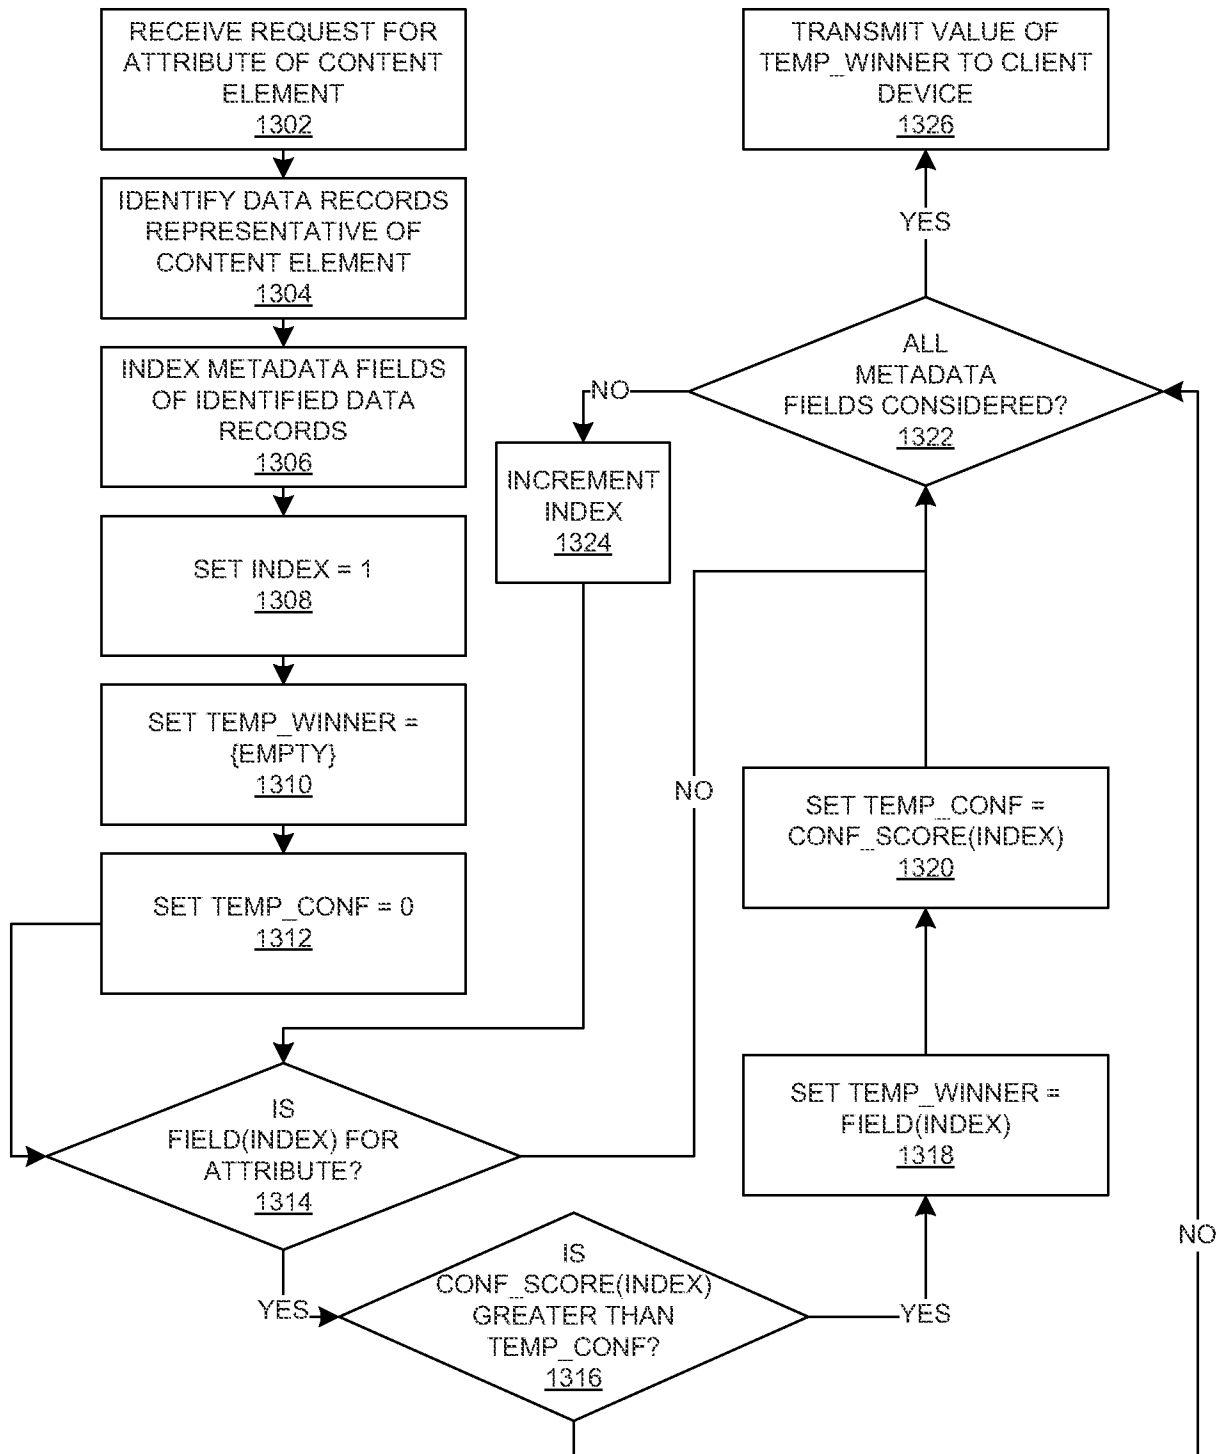 RECEIVE REQUEST FOR
ATTRIBUTE OF CONTENT
ELEMENT
1302
IDENTIFY DATA RECORDS
REPRESENTATIVE OF
CONTENT ELEMENT
1304
INDEX METADATA FIELDS
OF IDENTIFIED DATA
RECORDS
1306
SET INDEX = 1
1308
SET TEMP_WINNER =
{EMPTY}
1310
SET TEMP_CONF = 0
1312
IS
FIELD(INDEX) FOR
ATTRIBUTE?
1314
YES
NO
IS
CONF_SCORE(INDEX)
GREATER THAN
TEMP_CONF?
1316
YES
NO
SET TEMP_WINNER =
FIELD(INDEX)
1318
SET TEMP_CONF =
CONF_SCORE(INDEX)
1320
ALL
METADATA
FIELDS CONSIDERED?
1322
NO
INCREMENT
INDEX
1324
YES
TRANSMIT VALUE OF
TEMP_WINNER TO CLIENT
DEVICE
1326